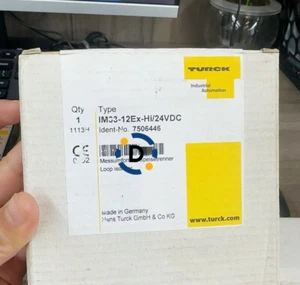 TURCK
Industrial
Automation
Qty Type
1 IM33-12Ex-Hi/24VDC
1113H Ident-No. 7506446
CE
D
Loop
Made in Germany
Hans Turck GmbH & Co KG
www.turck.com